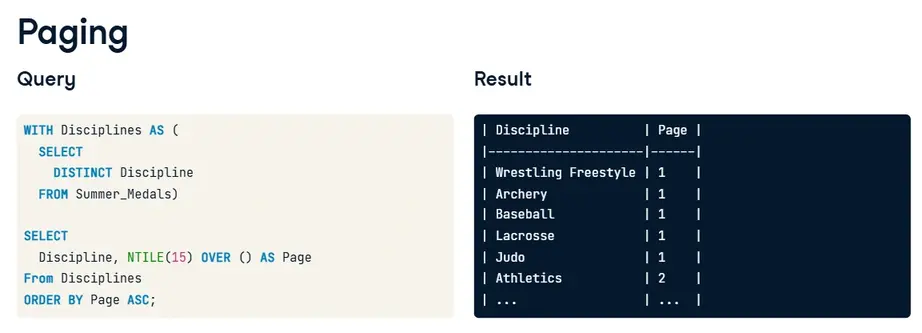 Paging
Query
WITH Disciplines AS (
  SELECT
    DISTINCT Discipline
  FROM Summer_Medals)

SELECT
  Discipline, NTILE(15) OVER () AS Page
From Disciplines
ORDER BY Page ASC;
Result
| Discipline          | Page |
|---------------------|------|
| Wrestling Freestyle | 1    |
| Archery             | 1    |
| Baseball            | 1    |
| Lacrosse            | 1    |
| Judo                | 1    |
| Athletics           | 2    |
| ...                 | ...  |